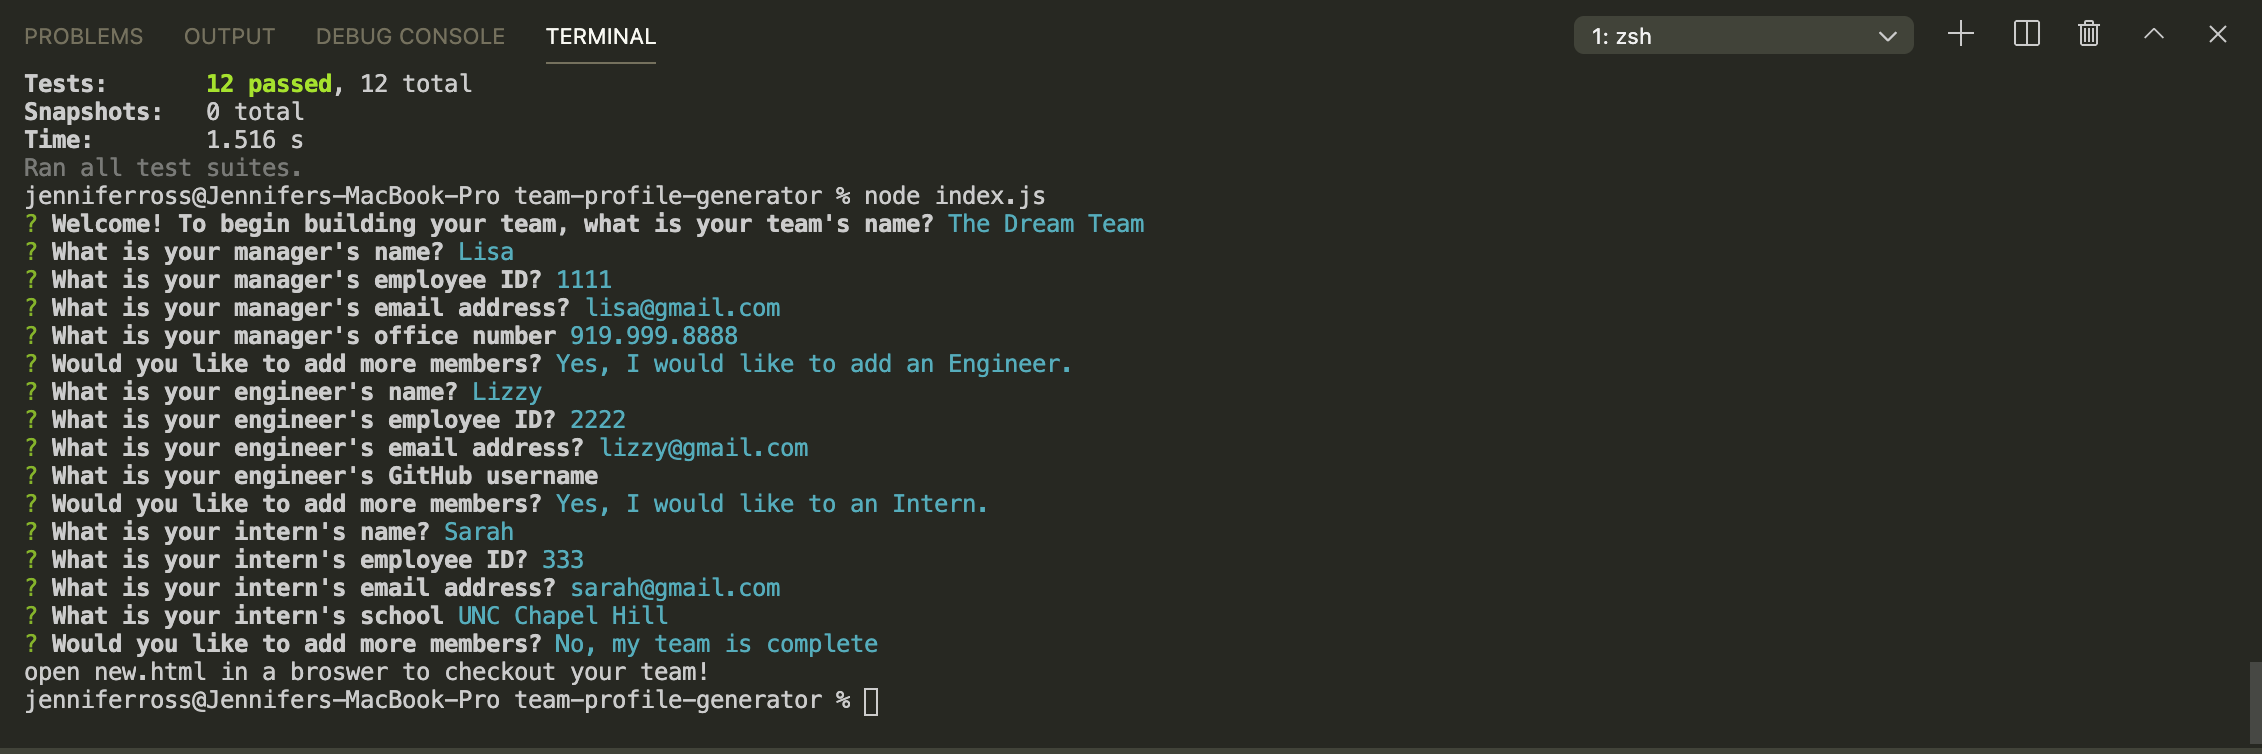 PROBLEMS OUTPUT DEBUG CONSOLE TERMINAL 1: zsh
Tests: 12 passed, 12 total
Snapshots: 0 total
Time: 1.516 s
Ran all test suites.
jenniferross@Jennifers-MacBook-Pro team-profile-generator % node index.js
? Welcome! To begin building your team, what is your team's name? The Dream Team
? What is your manager's name? Lisa
? What is your manager's employee ID? 1111
? What is your manager's email address? lisa@gmail.com
? What is your manager's office number 919.999.8888
? Would you like to add more members? Yes, I would like to add an Engineer.
? What is your engineer's name? Lizzy
? What is your engineer's employee ID? 2222
? What is your engineer's email address? lizzy@gmail.com
? What is your engineer's GitHub username
? Would you like to add more members? Yes, I would like to an Intern.
? What is your intern's name? Sarah
? What is your intern's employee ID? 333
? What is your intern's email address? sarah@gmail.com
? What is your intern's school UNC Chapel Hill
? Would you like to add more members? No, my team is complete
open new.html in a broswer to checkout your team!
jenniferross@Jennifers-MacBook-Pro team-profile-generator %